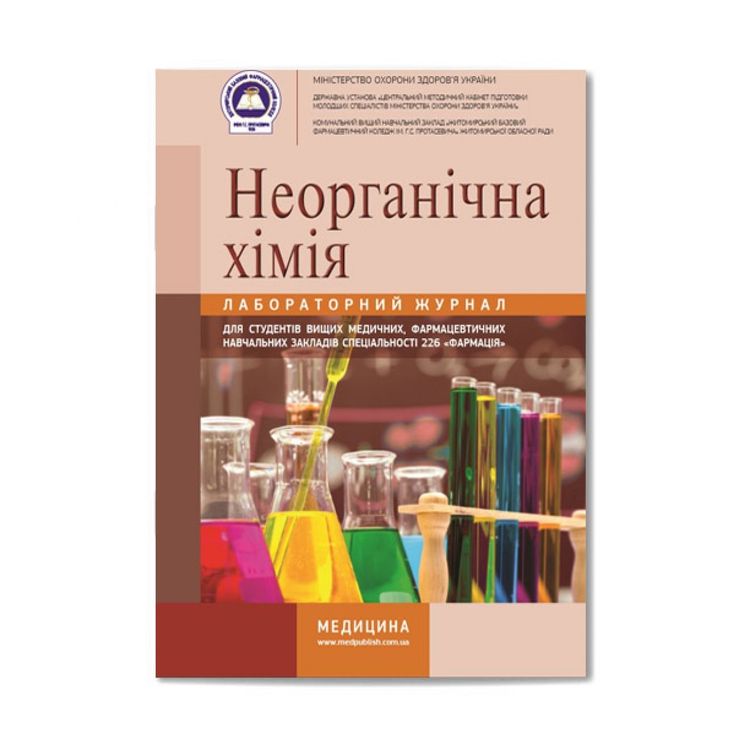 МІНІСТЕРСТВО ОХОРОНИ ЗДОРОВ'Я УКРАЇНИ
ДЕРЖАВНА УСТАНОВА «ЦЕНТРАЛЬНИЙ МЕТОДИЧНИЙ КАБІНЕТ ПІДГОТОВКИ
МОЛОДШИХ СПЕЦІАЛІСТІВ МІНІСТЕРСТВА ОХОРОНИ ЗДОРОВ'Я УКРАЇНИ»
КОМУНАЛЬНИЙ ВИЩИЙ НАВЧАЛЬНИЙ ЗАКЛАД «ЖИТОМИРСЬКИЙ БАЗОВИЙ
ФАРМАЦЕВТИЧНИЙ КОЛЕДЖ ІМ. Г.С. ПРОТАСЕВИЧА» ЖИТОМИРСЬКОЇ ОБЛАСНОЇ РАДИ
Неорганічна
хімія
ЛАБОРАТОРНИЙ ЖУРНАЛ
ДЛЯ СТУДЕНТІВ ВИЩИХ МЕДИЧНИХ, ФАРМАЦЕВТИЧНИХ
НАВЧАЛЬНИХ ЗАКЛАДІВ СПЕЦІАЛЬНОСТІ 226 «ФАРМАЦІЯ»
МЕДИЦИНА
www.medpublish.com.ua